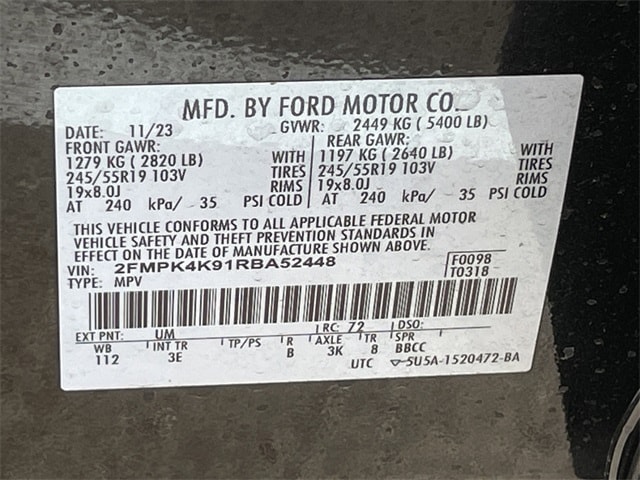 MFD. BY FORD MOTOR CO.
DATE: 11/23 GVWR: 2449 KG ( 5400 LB)
FRONT GAWR: REAR GAWR:
1279 KG ( 2820 LB) WITH 1197 KG ( 2640 LB) WITH
245/55R19 103V TIRES 245/55R19 103V TIRES
19x8.0J RIMS 19x8.0J RIMS
AT 240 kPa/ 35 PSI COLD AT 240 kPa/ 35 PSI COLD
THIS VEHICLE CONFORMS TO ALL APPLICABLE FEDERAL MOTOR
VEHICLE SAFETY AND THEFT PREVENTION STANDARDS IN
EFFECT ON THE DATE OF MANUFACTURE SHOWN ABOVE.
VIN: 2FMPK4K91RBA52448 F0098
TYPE: MPV T0318
EXT PNT: UM RC: 72 DSO:
WB INT TR TP/PS R AXLE TR SPR
112 3E B 3K 8 BBCC
UTC 5U5A-1520472-BA